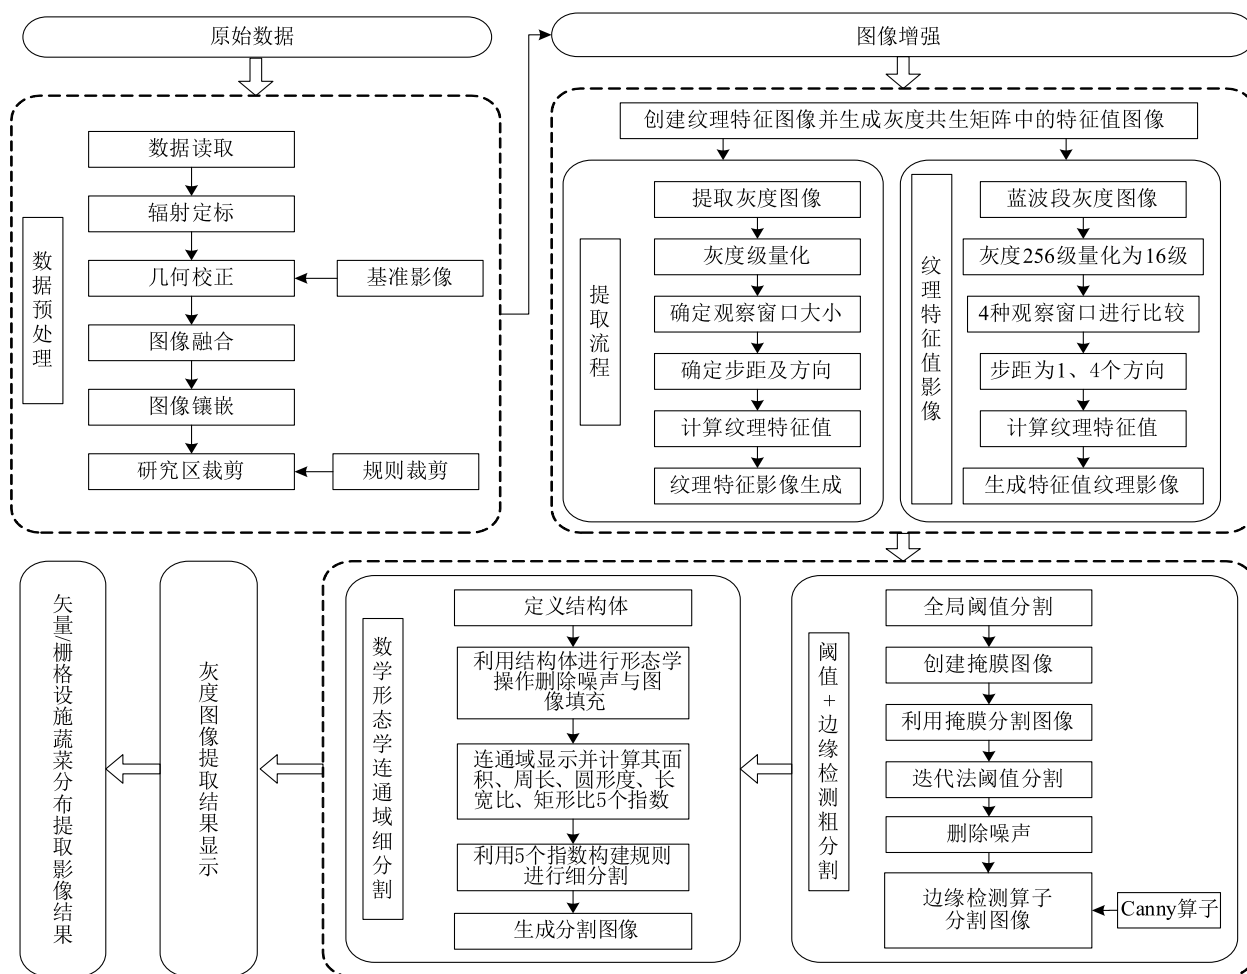 原始数据
数据预处理
数据读取
辐射定标
几何校正
基准影像
图像融合
图像镶嵌
研究区裁剪
规则裁剪
图像增强
创建纹理特征图像并生成灰度共生矩阵中的特征值图像
提取流程
提取灰度图像
灰度级量化
确定观察窗口大小
确定步距及方向
计算纹理特征值
纹理特征影像生成
纹理特征值影像
蓝波段灰度图像
灰度256级量化为16级
4种观察窗口进行比较
步距为1、4个方向
计算纹理特征值
生成特征值纹理影像
阈值+边缘检测粗分割
全局阈值分割
创建掩膜图像
利用掩膜分割图像
迭代法阈值分割
删除噪声
边缘检测算子
分割图像
Canny算子
数学形态学连通域细分割
定义结构体
利用结构体进行形态学
操作删除噪声与图
像填充
连通域显示并计算其面
积、周长、圆形度、长
宽比、矩形比5个指数
利用5个指数构建规则
进行细分割
生成分割图像
灰度图像提取结果显示
矢量/栅格设施蔬菜分布提取影像结果